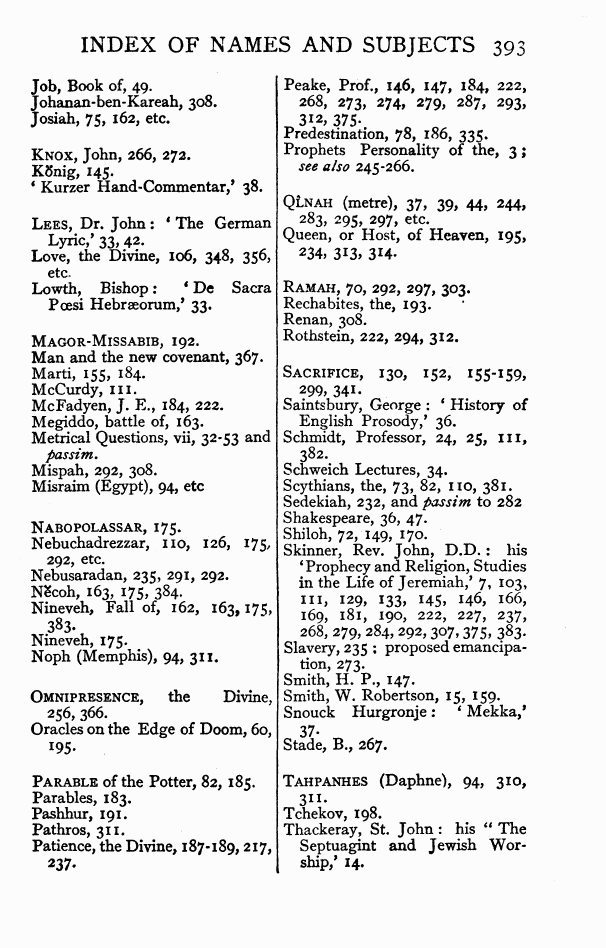 INDEX OF NAMES AND SUBJECTS 393
Job, Book of, 49.
Johanan-ben-Kareah, 308.
Josiah, 75, 162, etc.
KNOX, John, 266, 272.
Kŏnig, 145.
‘ Kurzer Hand-Commentar,’ 38.
LEES, Dr. John : ‘ The German
Lyric,’ 33, 42.
Love, the Divine, 106, 348, 356,
etc.
Lowth, Bishop : ‘ De Sacra
Pœsi Hebræorum,’ 33.
MAGOR-MISSABIB, 192.
Man and the new covenant, 367.
Marti, 155, 184.
McCurdy, 111.
McFadyen, J. E., 184, 222.
Megiddo, battle of, 163.
Metrical Questions, vii, 32-53 and
passim.
Mispah, 292, 308.
Misraim (Egypt), 94, etc
NABOPOLASSAR, 175.
Nebuchadrezzar, 110, 126, 175,
292, etc.
Nebusaradan, 235, 291, 292.
Nĕcoh, 163, 175, 384.
Nineveh, Fall of, 162, 163, 175,
383.
Nineveh, 175.
Noph (Memphis), 94, 311.
OMNIPRESENCE, the Divine,
256, 366.
Oracles on the Edge of Doom, 60,
195.
PARABLE of the Potter, 82, 185.
Parables, 183.
Pashhur, 191.
Pathros, 311.
Patience, the Divine, 187-189, 217,
237.
Peake, Prof., 146, 147, 184, 222,
268, 273, 274, 279, 287, 293,
312, 375.
Predestination, 78, 186, 335.
Prophets Personality of the, 3 ;
see also 245-266.
QÎNAH (metre), 37, 39, 44, 244,
283, 295, 297, etc.
Queen, or Host, of Heaven, 195,
234, 313, 314.
RAMAH, 70, 292, 297, 303.
Rechabites, the, 193.
Renan, 308.
Rothstein, 222, 294, 312.
SACRIFICE, 130, 152, 155-159,
299, 341.
Saintsbury, George : ‘ History of
English Prosody,’ 36.
Schmidt, Professor, 24, 25, 111,
382.
Schweich Lectures, 34.
Scythians, the, 73, 82, 110, 381.
Sedekiah, 232, and passim to 282
Shakespeare, 36, 47.
Shiloh, 72, 149, 170.
Skinner, Rev. John, D.D. : his
‘Prophecy and Religion, Studies
in the Life of Jeremiah,’ 7, 103,
111, 129, 133, 145, 146, 166,
169, 181, 190, 222, 227, 237,
268, 279, 284, 292, 307, 375, 383.
Slavery, 235 ; proposed emancipa-
tion, 273.
Smith, H. P., 147.
Smith, W. Robertson, 15, 159.
Snouck Hurgronje : ‘ Mekka,’
37.
Stade, B., 267.
TAHPANHES (Daphne), 94, 310,
311.
Tchekov, 198.
Thackeray, St. John : his “ The
Septuagint and Jewish Wor-
ship,’ 14.